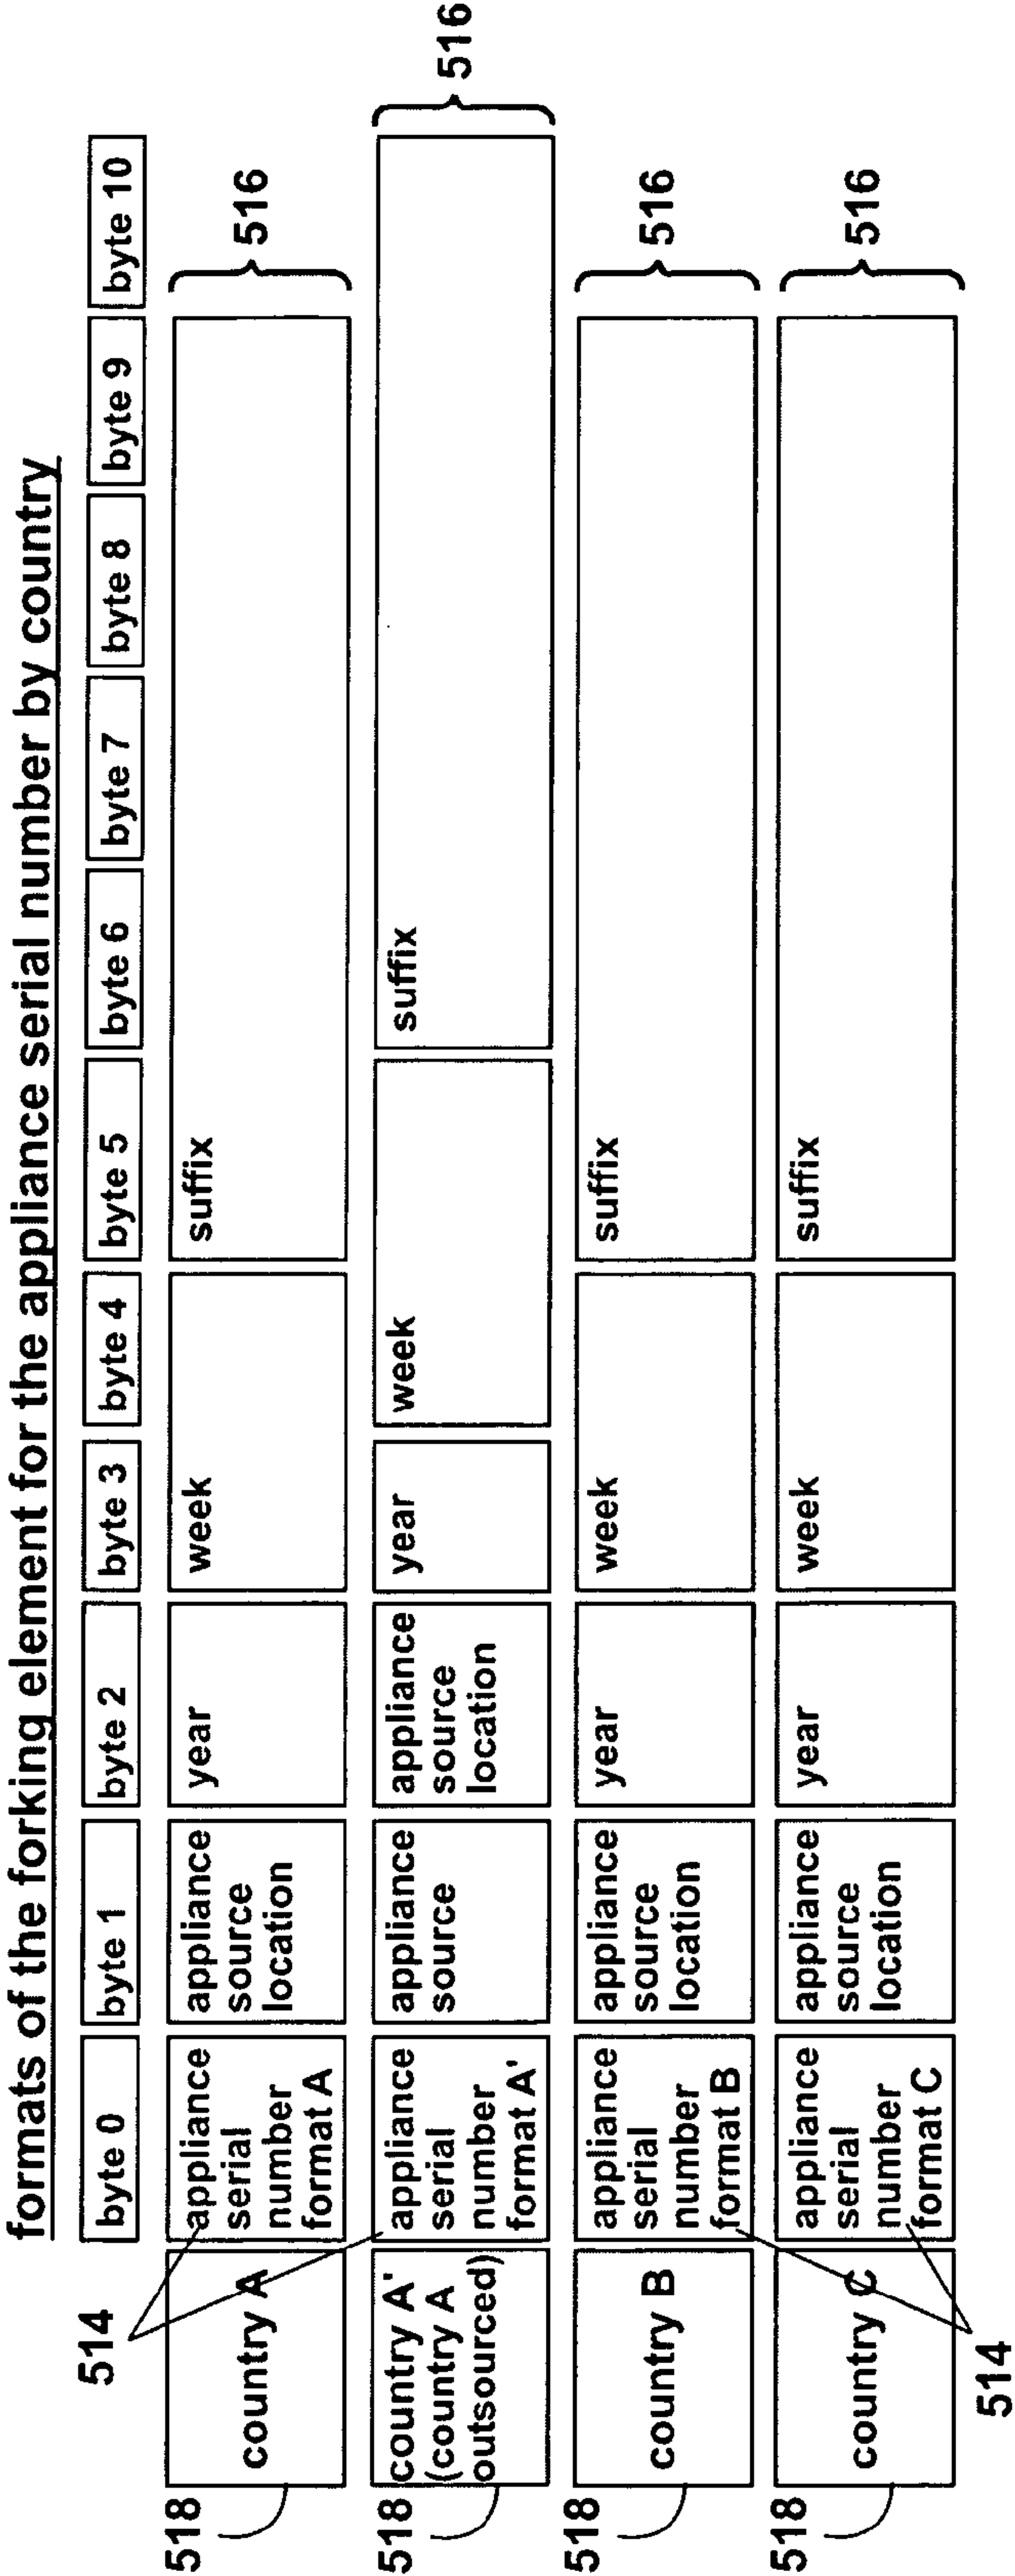 formats of the forking element for the appliance serial number by country
byte 0
byte 1
byte 2
byte 3
byte 4
byte 5
byte 6
byte 7
byte 8
byte 9
byte 10
514
518
country A
appliance
serial
number
format A
appliance
source
location
year
week
suffix
516
518
country A'
(country A
outsourced)
appliance
serial
number
format A'
appliance
source
appliance
source
location
year
week
suffix
516
518
country B
appliance
serial
number
format B
appliance
source
location
year
week
suffix
516
518
country C
appliance
serial
number
format C
appliance
source
location
year
week
suffix
516
514